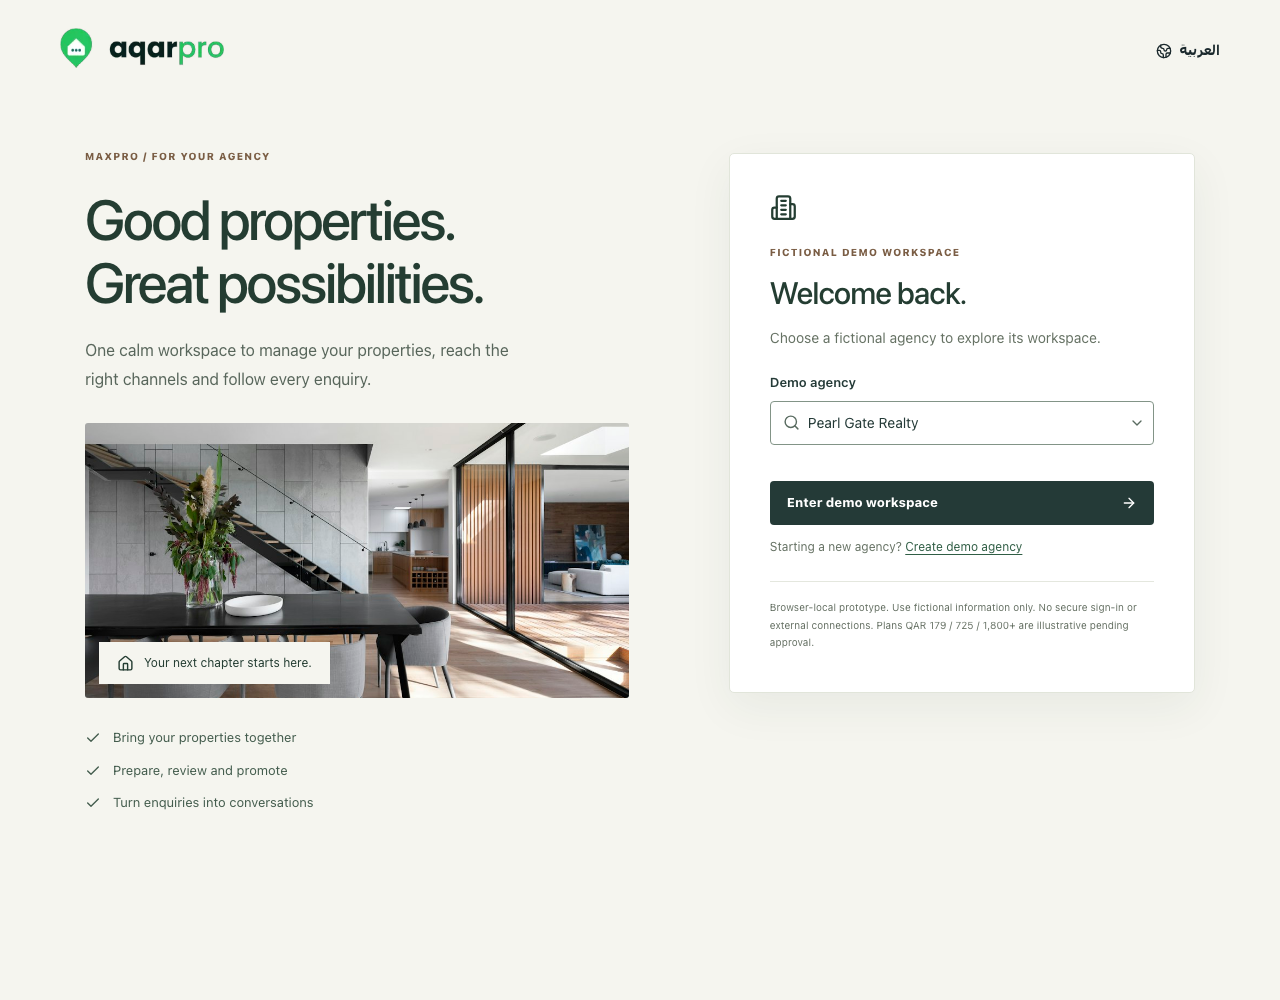 aqarpro
العربية
MAXPRO / FOR YOUR AGENCY
Good properties.
Great possibilities.
One calm workspace to manage your properties, reach the
right channels and follow every enquiry.
Your next chapter starts here.
Bring your properties together
Prepare, review and promote
Turn enquiries into conversations
FICTIONAL DEMO WORKSPACE
Welcome back.
Choose a fictional agency to explore its workspace.
Demo agency
Pearl Gate Realty
Enter demo workspace
Starting a new agency? Create demo agency
Browser-local prototype. Use fictional information only. No secure sign-in or
external connections. Plans QAR 179 / 725 / 1,800+ are illustrative pending
approval.